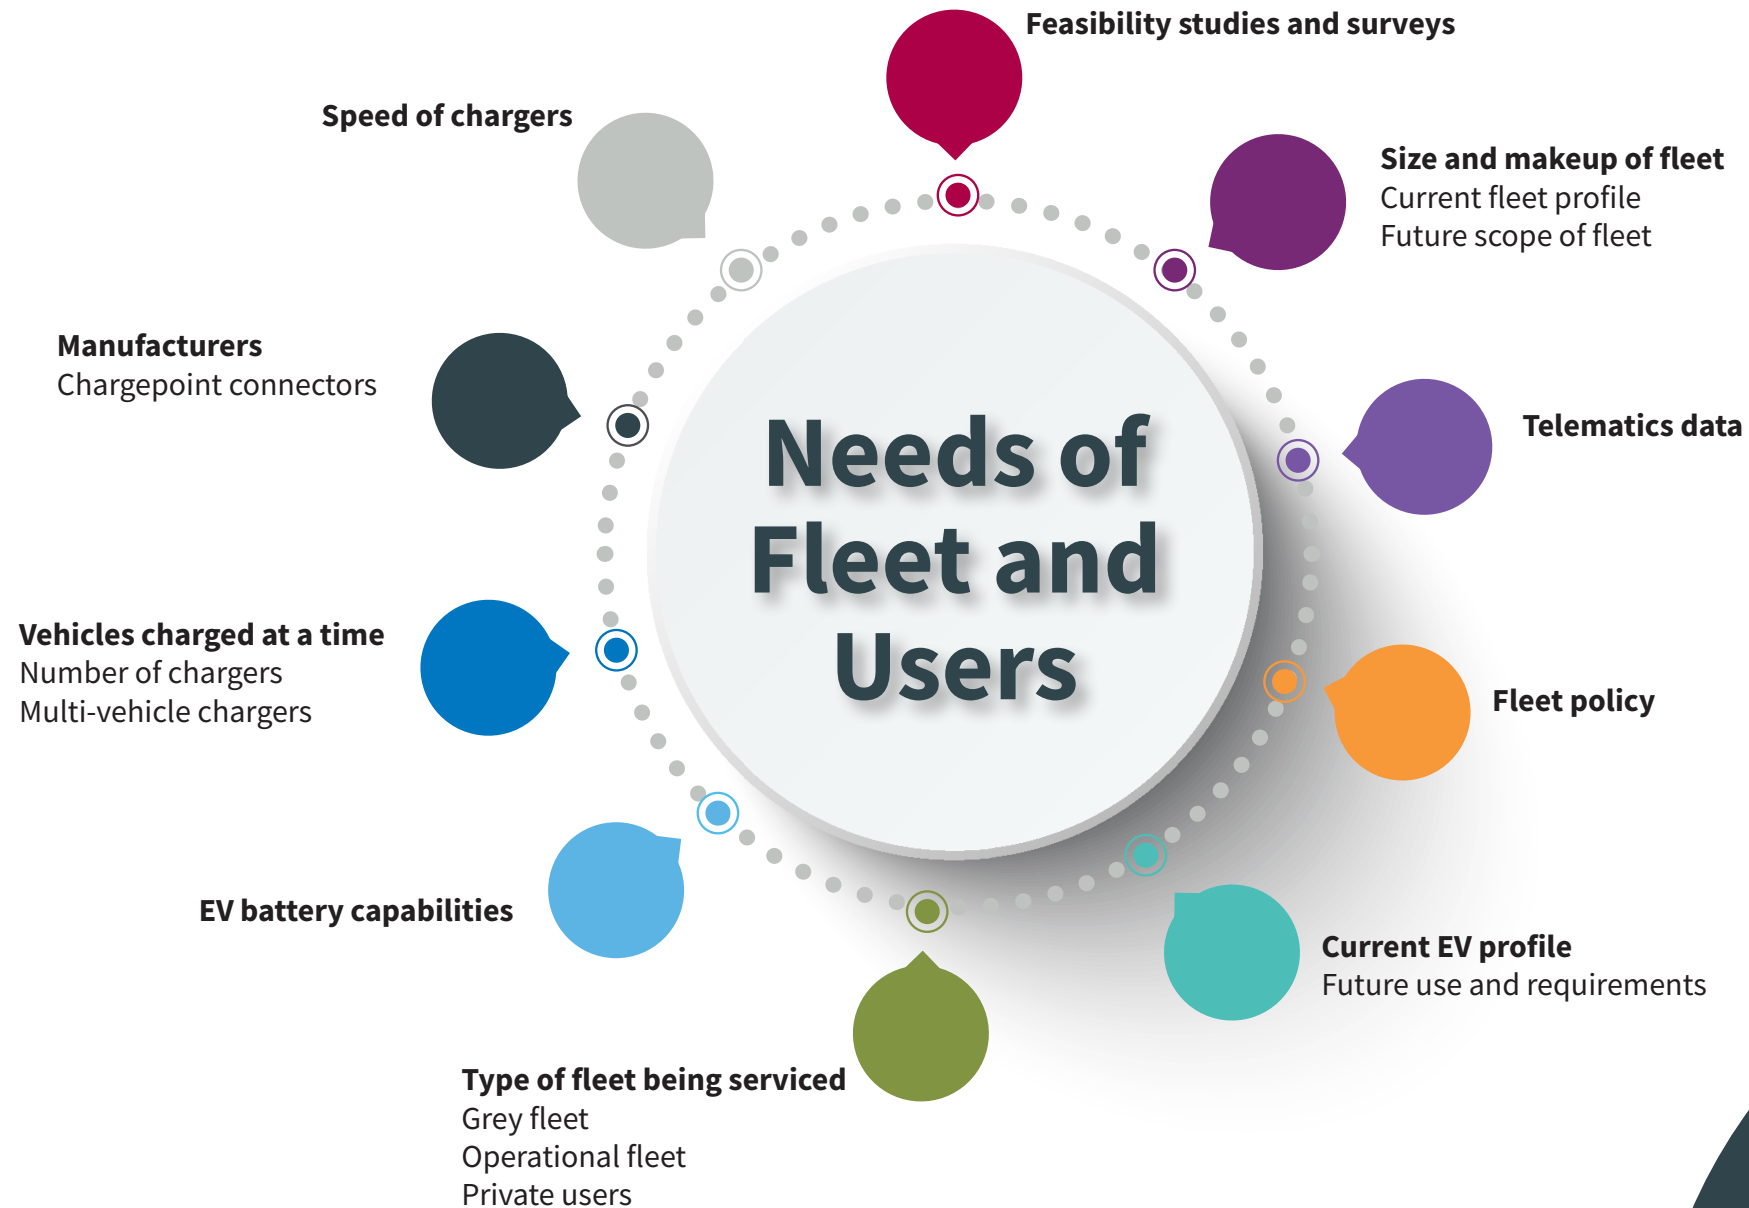 Feasibility studies and surveys
Speed of chargers
Size and makeup of fleet
Current fleet profile
Future scope of fleet
Manufacturers
Chargepoint connectors
Telematics data
Needs of
Fleet and
Users
Vehicles charged at a time
Number of chargers
Multi-vehicle chargers
Fleet policy
EV battery capabilities
Current EV profile
Future use and requirements
Type of fleet being serviced
Grey fleet
Operational fleet
Private users